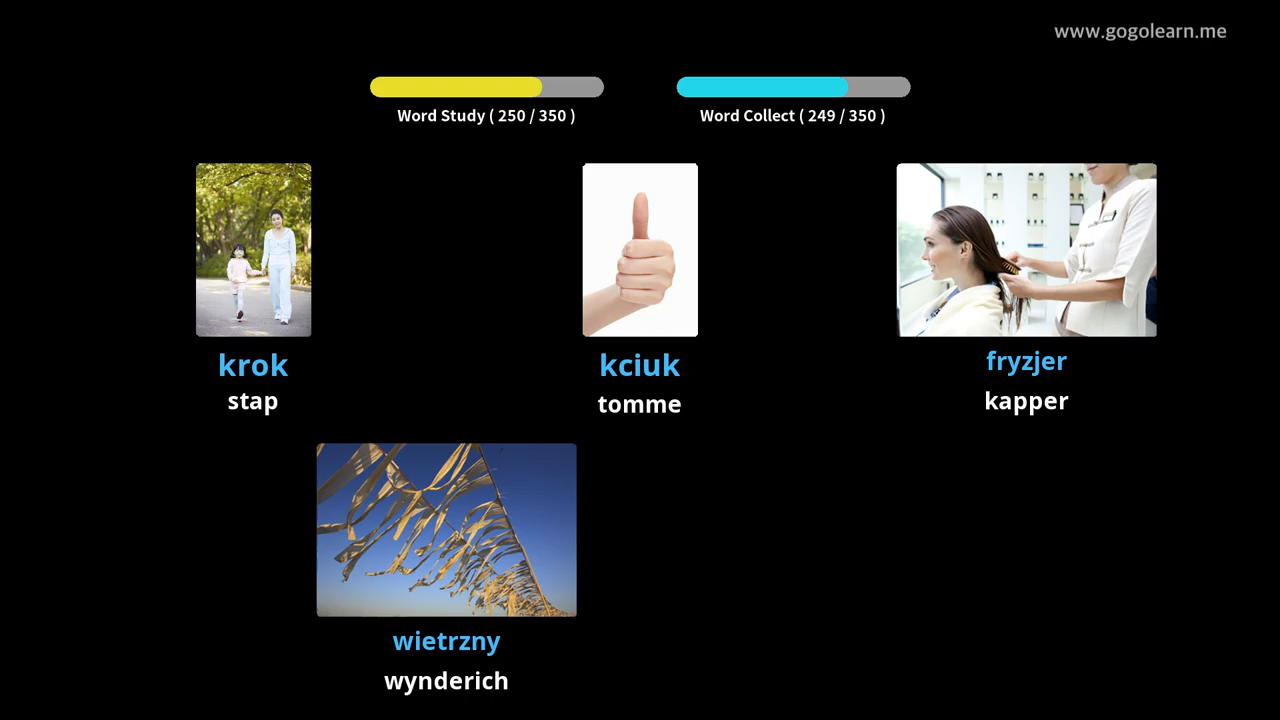 www.gogolearn.me
Word Study ( 250 / 350 )
Word Collect ( 249 / 350 )
krok
stap
kciuk
tomme
fryzjer
kapper
wietrzny
wynderich